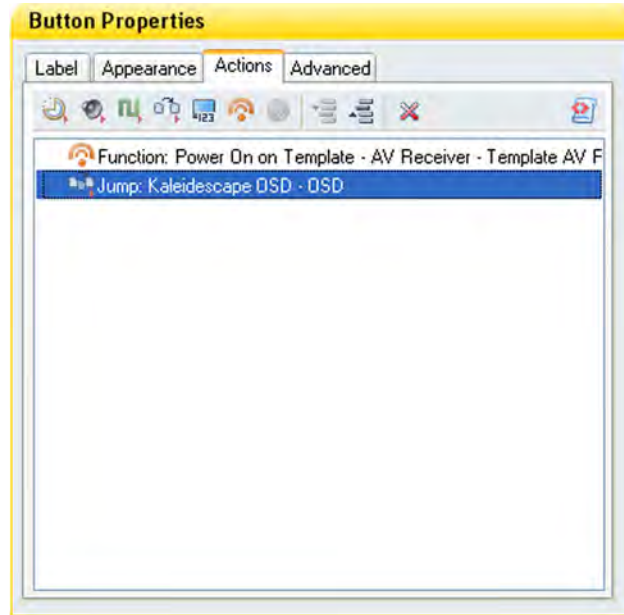 Button Properties
Label Appearance Actions Advanced
123
Function: Power On on Template - AV Receiver - Template AV F
Jump: Kaleidescape OSD - OSD